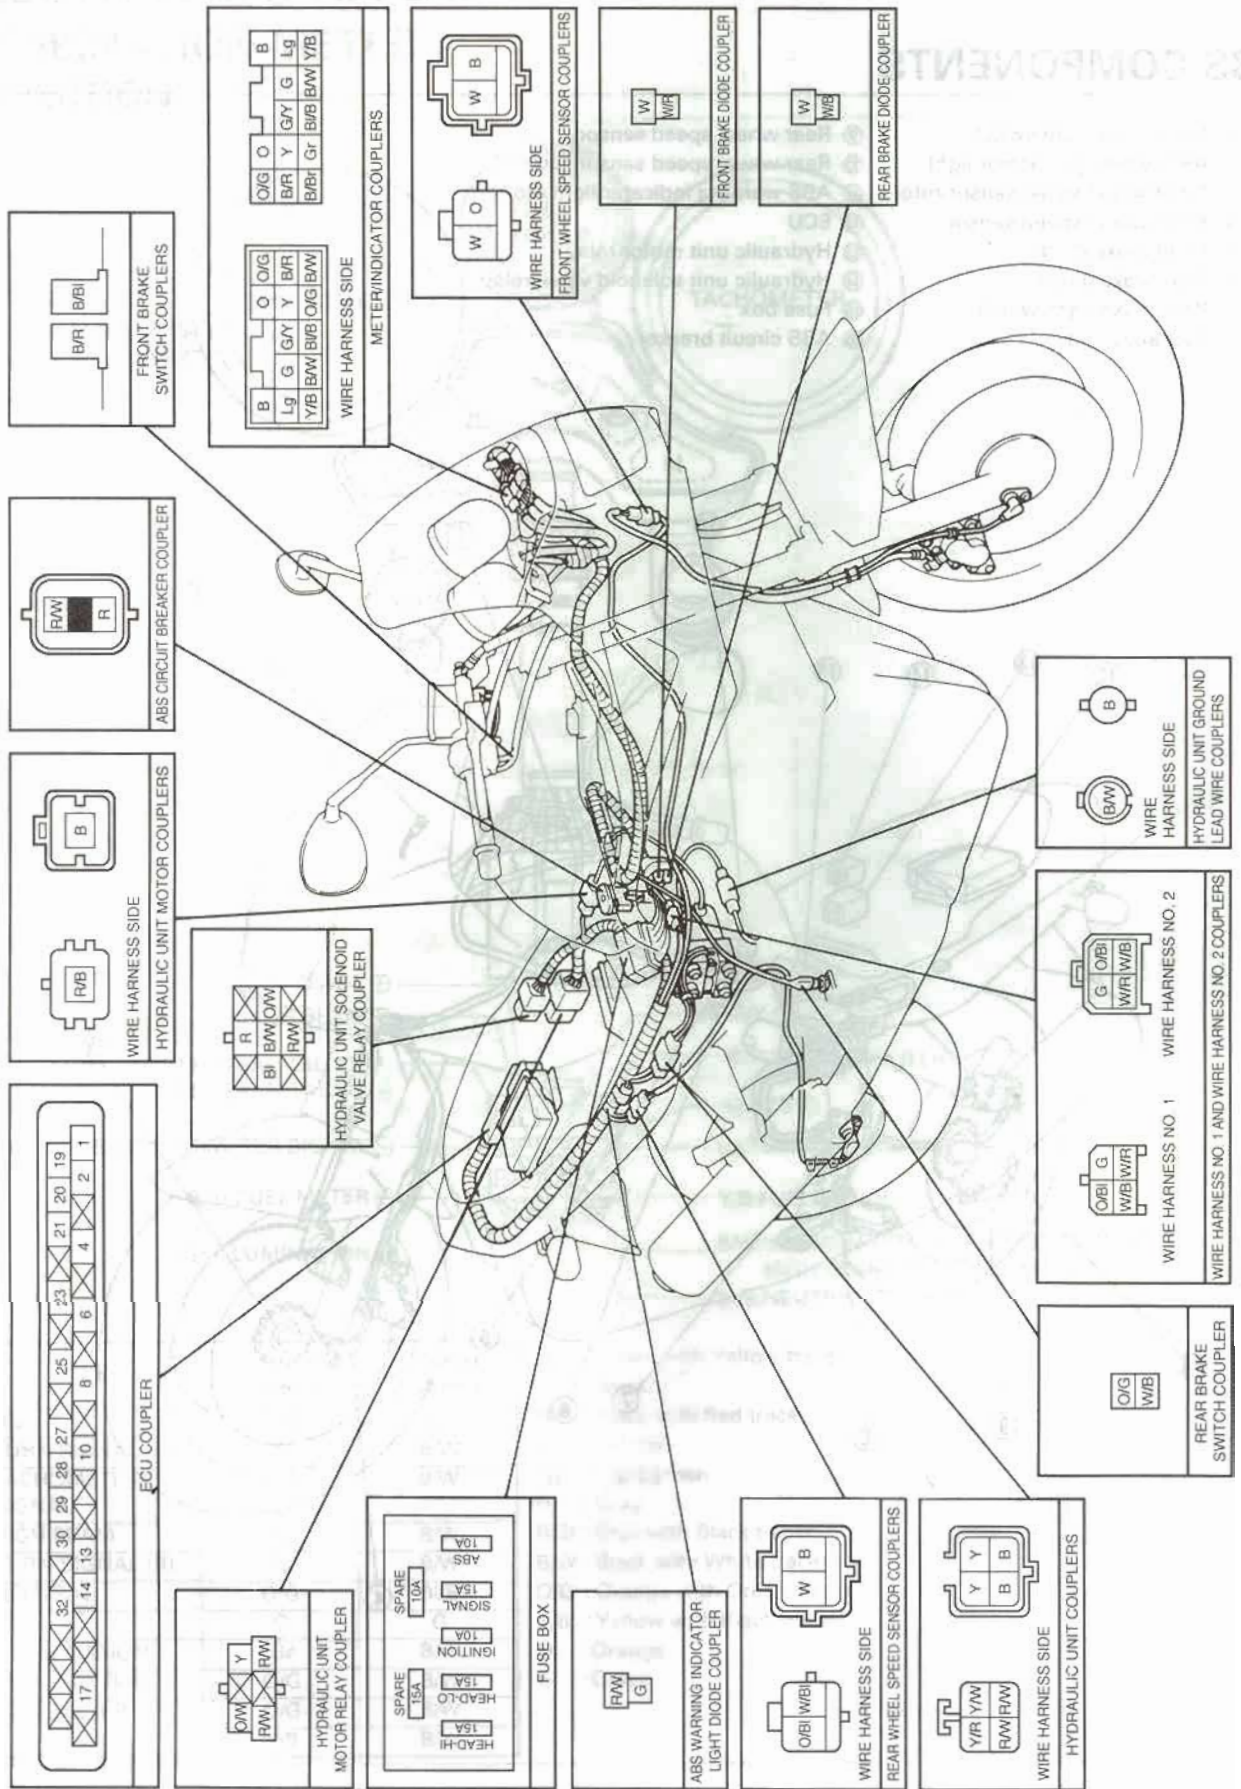 FRONT BRAKE
SWITCH COUPLERS
B/R B/Bl
METER/INDICATOR COUPLERS
WIRE HARNESS SIDE
B O O/G
Lg G G/Y Y B/R
Y/B B/W Bl/B O/G B/W
O/G O B
B/R Y G/Y G Lg
B/Br Gr Bl/B B/W Y/B
WIRE HARNESS SIDE
FRONT WHEEL SPEED SENSOR COUPLERS
W O
W B
W
W/R
FRONT BRAKE DIODE COUPLER
W
W/B
REAR BRAKE DIODE COUPLER
R/W
R
ABS CIRCUIT BREAKER COUPLER
R/B
B
WIRE HARNESS SIDE
HYDRAULIC UNIT MOTOR COUPLERS
R
Bl B/W O/W
R/W
HYDRAULIC UNIT SOLENOID
VALVE RELAY COUPLER
32 30 29 28 27 25 23 21 20 19
17 14 13 10 8 6 4 2 1
ECU COUPLER
O/W Y
R/W R/W
HYDRAULIC UNIT
MOTOR RELAY COUPLER
SPARE
15A
SPARE
10A
HEAD-HI
15A
HEAD-LO
15A
IGNITION
10A
SIGNAL
15A
ABS
10A
FUSE BOX
R/W
G
ABS WARNING INDICATOR
LIGHT DIODE COUPLER
O/Bl W/Bl
W B
WIRE HARNESS SIDE
REAR WHEEL SPEED SENSOR COUPLERS
Y/R Y/W
R/W R/W
Y Y
B B
WIRE HARNESS SIDE
HYDRAULIC UNIT COUPLERS
O/G
W/B
REAR BRAKE
SWITCH COUPLER
O/Bl G
W/Bl W/R
G O/Bl
W/R W/B
WIRE HARNESS NO 1
WIRE HARNESS NO. 2
WIRE HARNESS NO. 1 AND WIRE HARNESS NO. 2 COUPLERS
B/W
B
WIRE
HARNESS SIDE
WIRE HARNESS SIDE
HYDRAULIC UNIT GROUND
LEAD WIRE COUPLERS